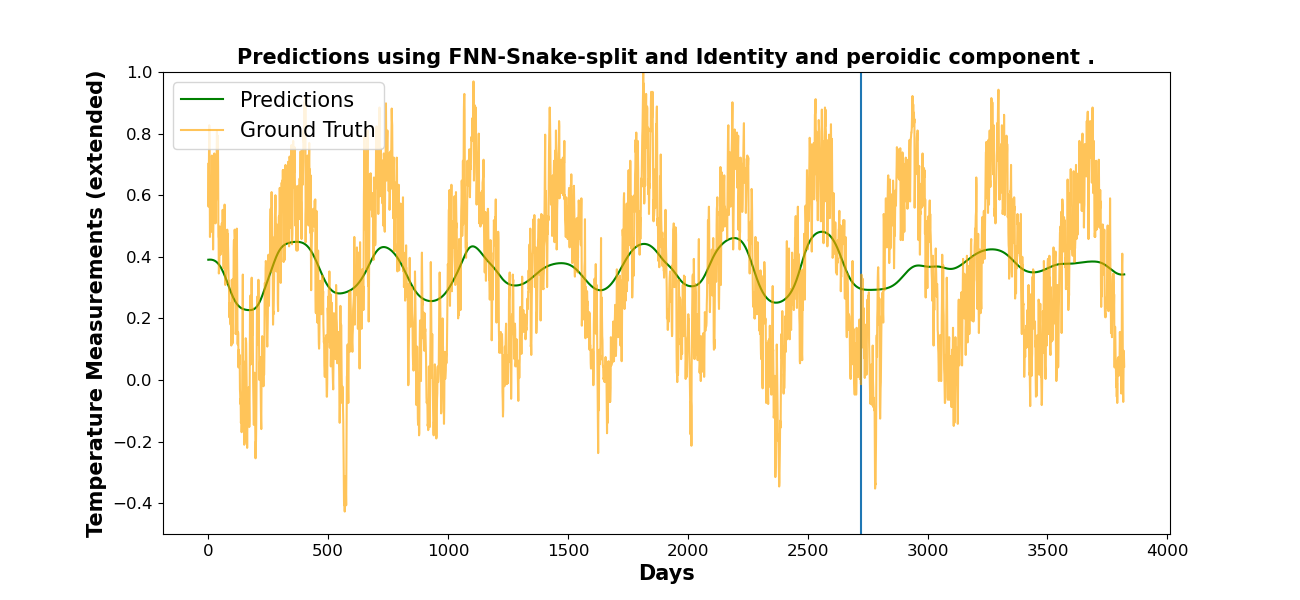 Predictions using FNN-Snake-split and Identity and peroidic component .
Predictions
Ground Truth
Temperature Measurements (extended)
1.0
0.8
0.6
0.4
0.2
0.0
−0.2
−0.4
0 500 1000 1500 2000 2500 3000 3500 4000
Days